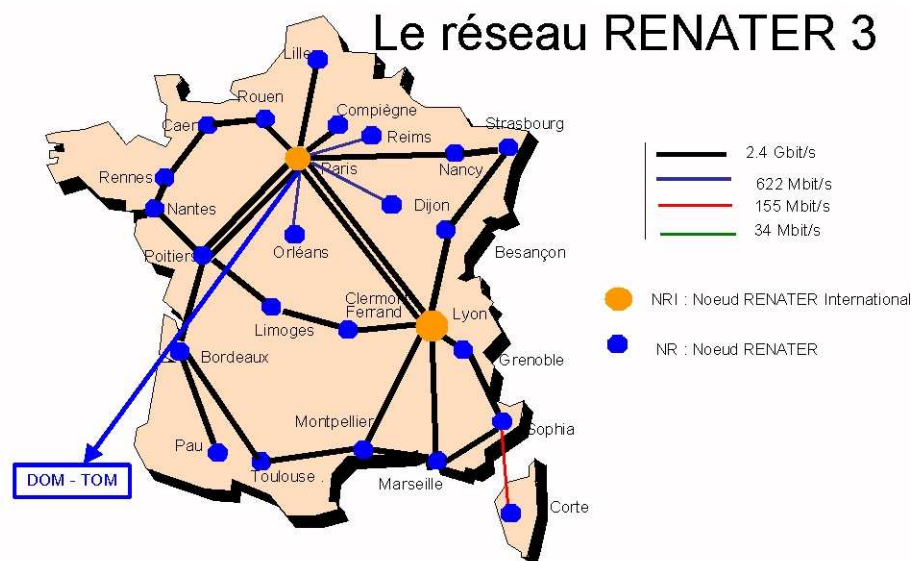 Le réseau RENATER 3
Lille
Rouen
Compiègne
Caen
Reims
Strasbourg
Paris
Nancy
Rennes
Dijon
Nantes
Orléans
Besançon
Poitiers
Clermont
Ferrand
Lyon
Limoges
Bordeaux
Grenoble
Montpellier
Sophia
Pau
Toulouse .
Marseille
DOM - TOM
Corte
2.4 Gbit/s
622 Mbit/s
155 Mbit/s
34 Mbit/s
NRI : Noeud RENATER International
NR : Noeud RENATER